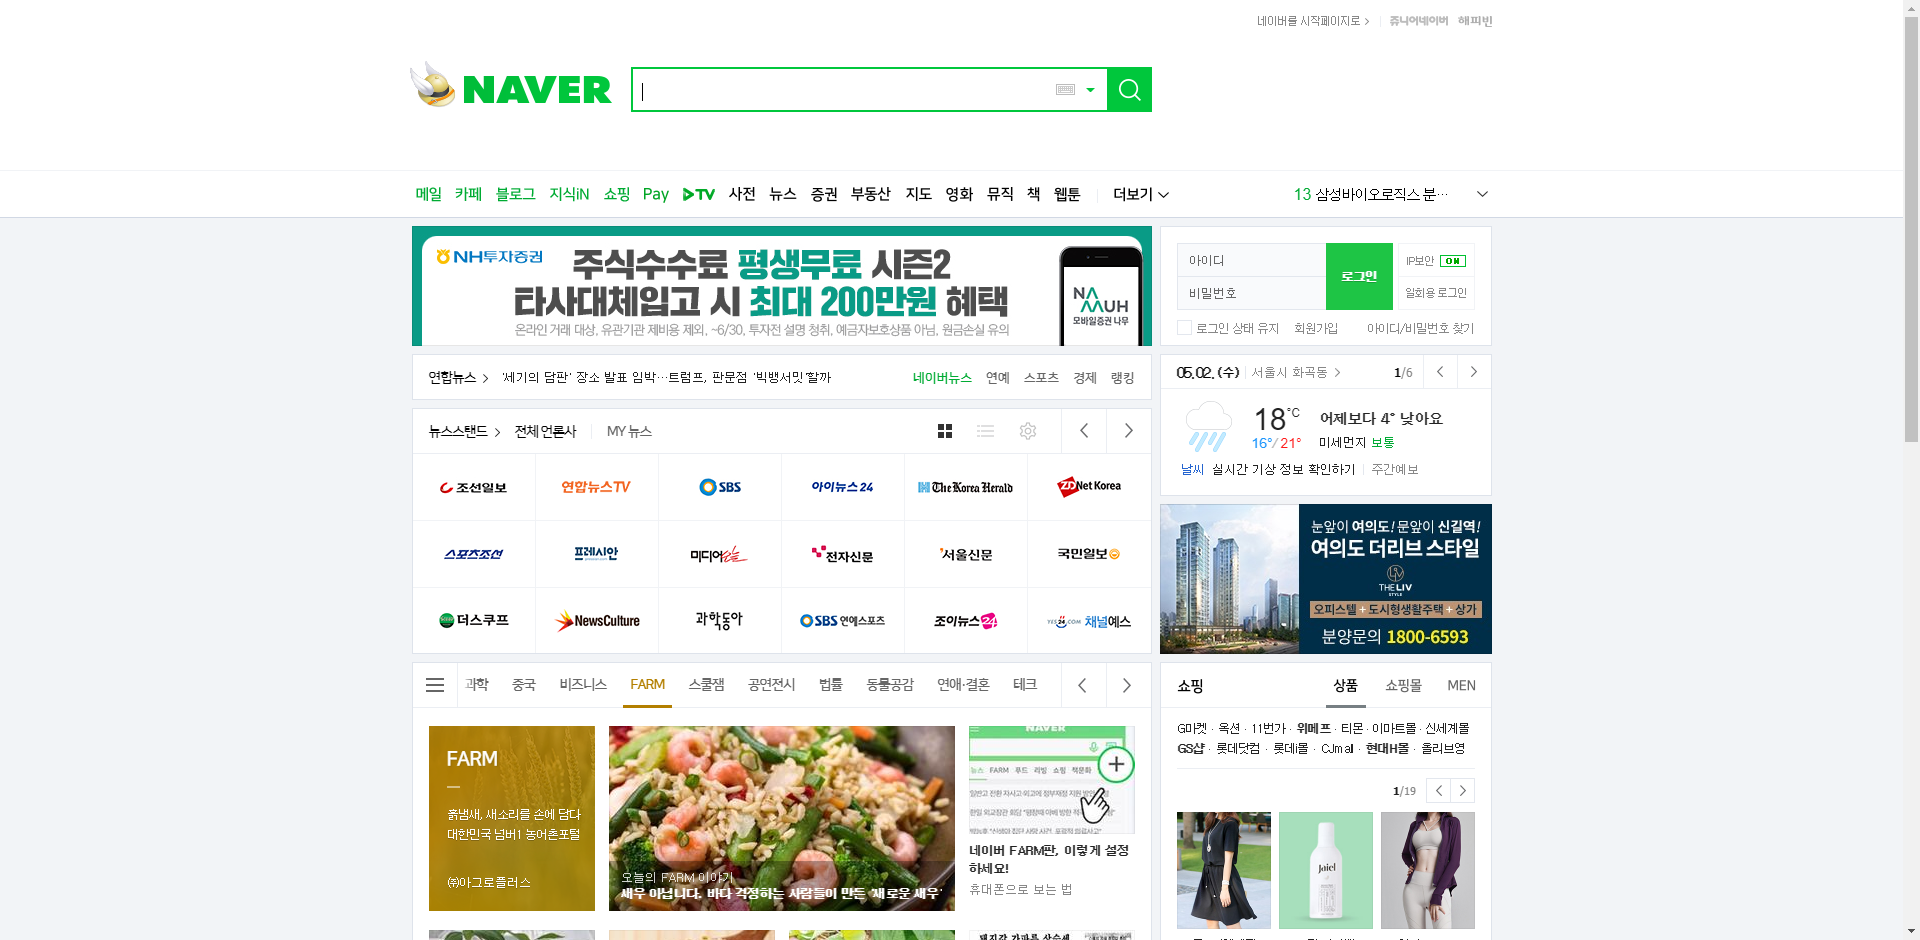 네이버를 시작페이지로 쥬니어네이버 해피빈
NAVER
메일 카페 블로그 지식iN 쇼핑 Pay TV 사전 뉴스 증권 부동산 지도 영화 뮤직 책 웹툰 더보기
13 삼성바이오로직스 분…
NH투자증권
주식수수료 평생무료 시즌2
타사대체입고 시 최대 200만원 혜택
온라인 거래 대상, 유관기관 제비용 제외, ~6/30, 투자전 설명 청취, 예금자보호상품 아님, 원금손실 유의
NAMUH
모바일증권 나무
아이디
비밀번호
로그인
IP보안 ON
일회용 로그인
로그인 상태 유지 회원가입 아이디/비밀번호 찾기
연합뉴스 '세기의 담판' 장소 발표 임박…트럼프, 판문점 '빅뱅서밋'할까
네이버뉴스 연예 스포츠 경제 랭킹
05.02.(수) 서울시 화곡동 1/6
18°C 어제보다 4° 낮아요
16°/21° 미세먼지 보통
날씨 실시간 기상 정보 확인하기 주간예보
뉴스스탠드 전체 언론사 MY 뉴스
조선일보 연합뉴스TV SBS 아이뉴스24 The Korea Herald ZDNet Korea
스포츠조선 프레시안 미디어오늘 전자신문 서울신문 국민일보
더스쿠프 NewsCulture 과학동아 SBS 연예스포츠 조이뉴스24 YES24.COM 채널예스
눈앞이 여의도! 문앞이 신길역!
여의도 더리브 스타일
THE LIV
STYLE
오피스텔 + 도시형생활주택 + 상가
분양문의 1800-6593
과학 중국 비즈니스 FARM 스쿨잼 공연전시 법률 동물공감 연애·결혼 테크
FARM
흙냄새, 새소리를 손에 담다
대한민국 넘버1 농어촌포털
㈜아그로플러스
오늘의 FARM 이야기
새우 아닙니다. 바다 걱정하는 사람들이 만든 '새로운 새우'
NAVER
뉴스 FARM 푸드 리빙 쇼핑 책문화
네이버 FARM판, 이렇게 설정
하세요!
휴대폰으로 보는 법
쇼핑 상품 쇼핑몰 MEN
G마켓 · 옥션 · 11번가 · 위메프 · 티몬 · 이마트몰 · 신세계몰
GS샵 · 롯데닷컴 · 롯데i몰 · CJmall · 현대H몰 · 올리브영
1/19
Jaiel